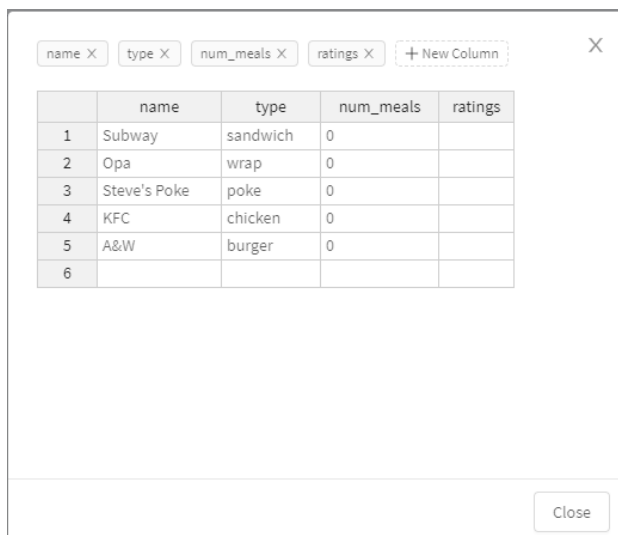 name X type X num_meals X ratings X + New Column X
name type num_meals ratings
1 Subway sandwich 0
2 Opa wrap 0
3 Steve's Poke poke 0
4 KFC chicken 0
5 A&W burger 0
6
Close